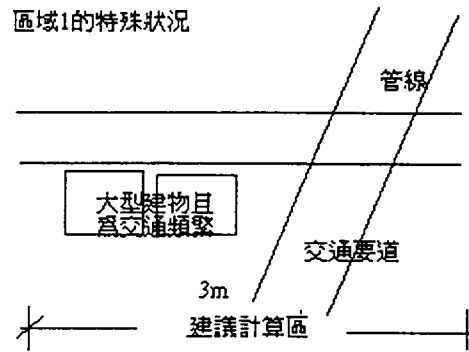 區域1的特殊狀況
管線
大型建物且
爲交通頻繁
交通要道
3m
建議計算區